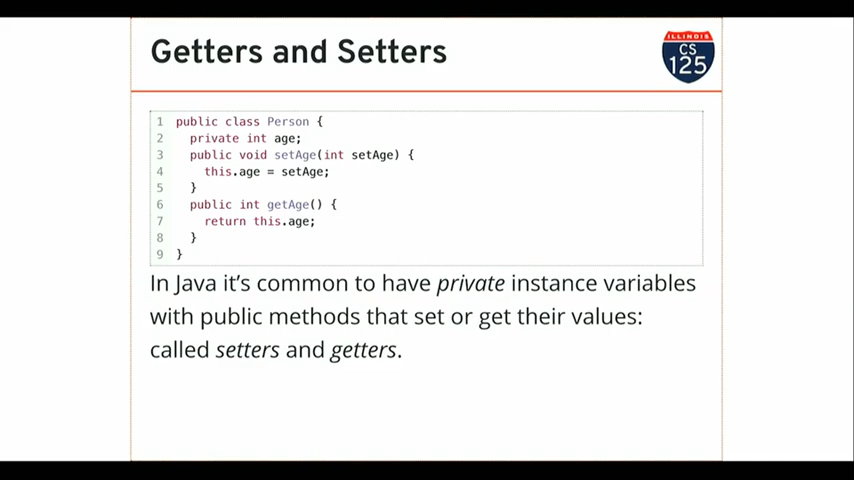 Getters and Setters
ILLINOIS
CS
125
1 public class Person {
2 private int age;
3 public void setAge(int setAge) {
4 this.age = setAge;
5 }
6 public int getAge() {
7 return this.age;
8 }
9 }
In Java it's common to have private instance variables
with public methods that set or get their values:
called setters and getters.